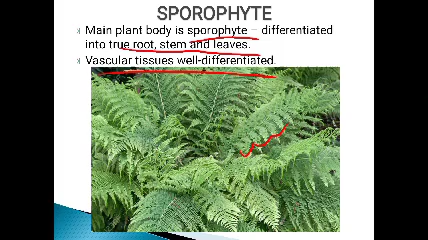 SPOROPHYTE
Main plant body is sporophyte – differentiated
into true root, stem and leaves.
Vascular tissues well-differentiated.